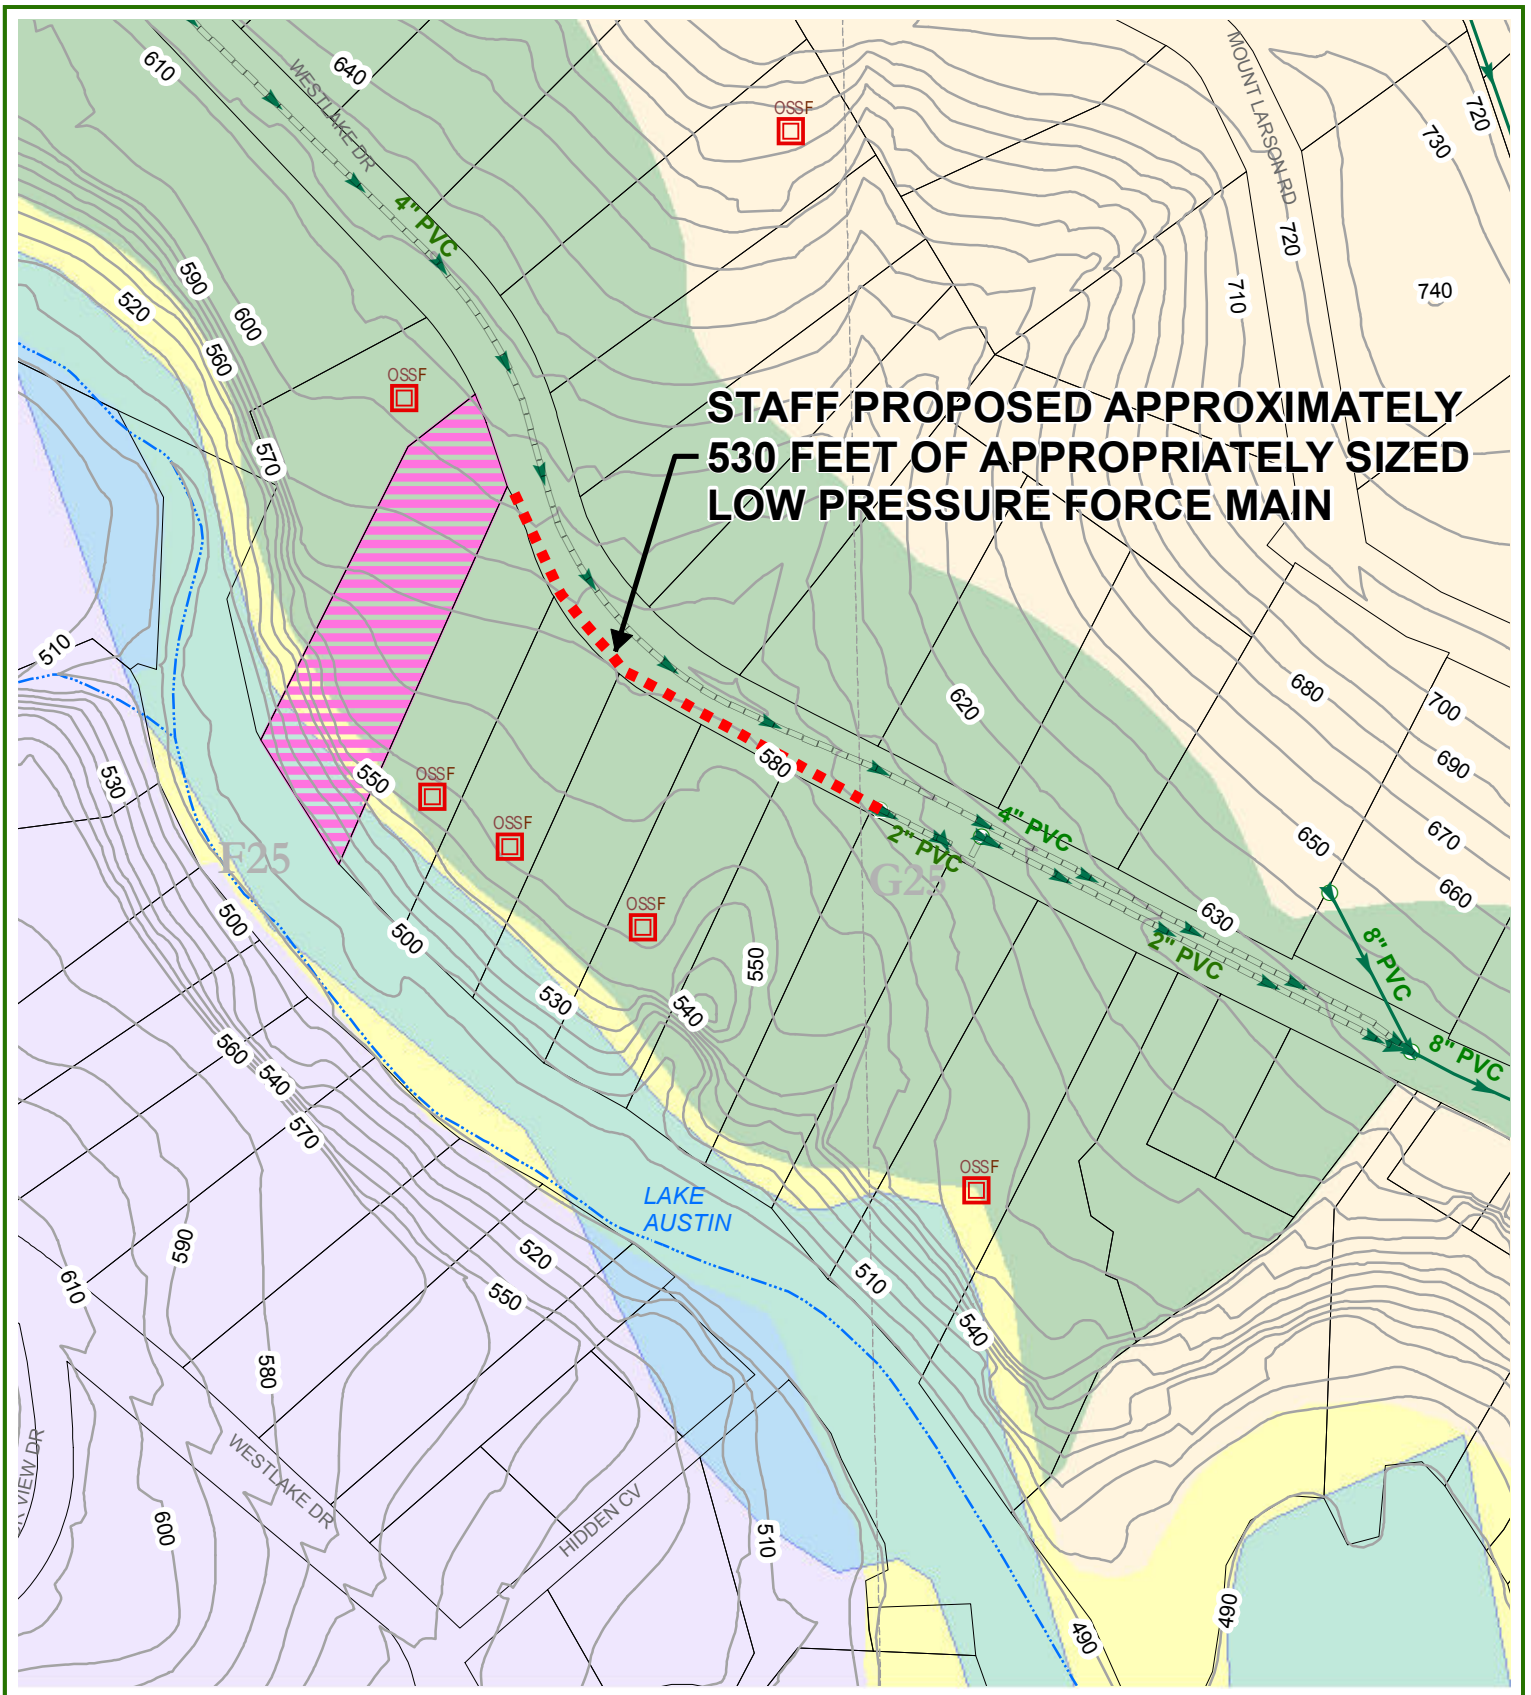 610
640
WESTLAKE DR
OSSF
MOUNT LARSON RD
730
720
4" PVC
720
590
520
600
560
710
740
OSSF
STAFF PROPOSED APPROXIMATELY
530 FEET OF APPROPRIATELY SIZED
LOW PRESSURE FORCE MAIN
570
510
620
680
700
690
580
550
530
OSSF
OSSF
4" PVC
2" PVC
650
670
660
F25
G25
500
500
OSSF
630
2" PVC
8" PVC
8" PVC
550
530
540
560
540
570
LAKE
AUSTIN
OSSF
590
610
520
550
510
540
580
WESTLAKE DR
VIEW DR
HIDDEN CV
600
510
490
490